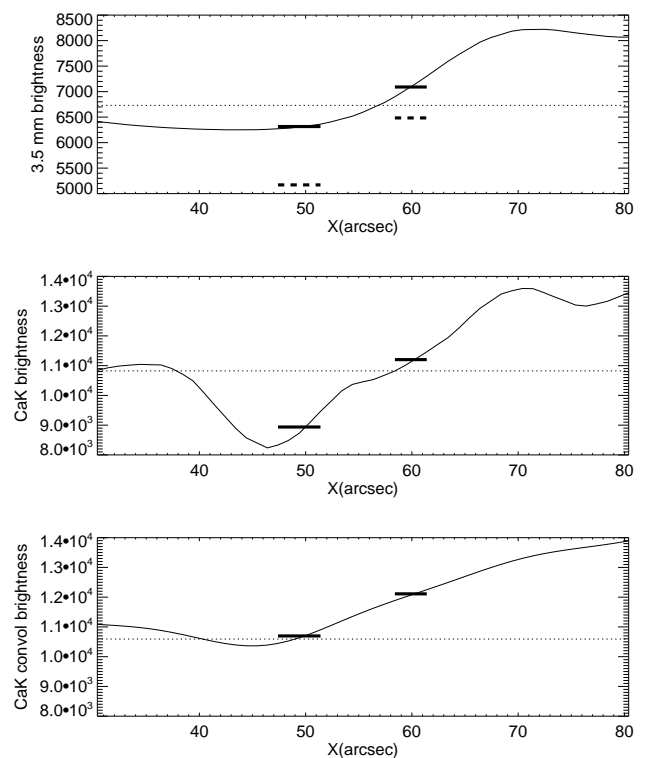 8500
8000
7500
7000
6500
6000
5500
5000
3.5 mm brightness
40 50 60 70 80
X(arcsec)
1.4•10⁴
1.3•10⁴
1.2•10⁴
1.1•10⁴
1.0•10⁴
9.0•10³
8.0•10³
CaK brightness
40 50 60 70 80
X(arcsec)
1.4•10⁴
1.3•10⁴
1.2•10⁴
1.1•10⁴
1.0•10⁴
9.0•10³
8.0•10³
CaK convol brightness
40 50 60 70 80
X(arcsec)